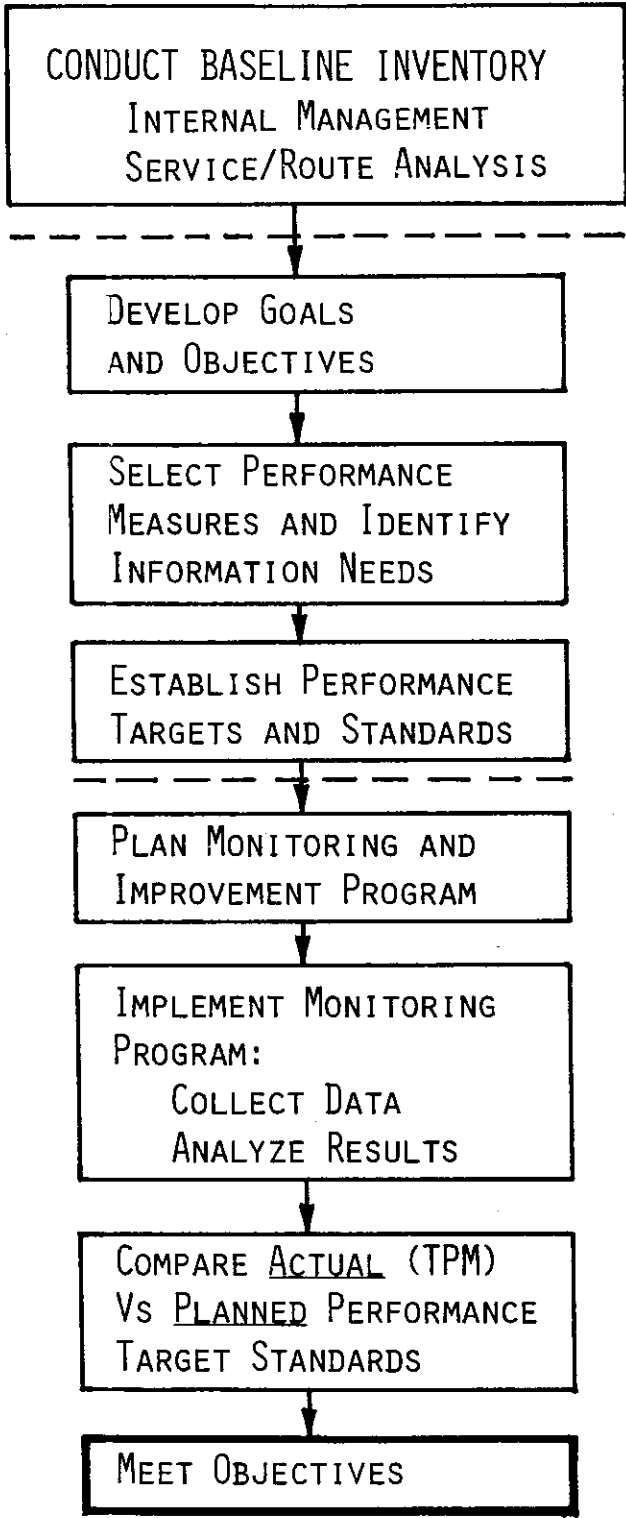 CONDUCT BASELINE INVENTORY
INTERNAL MANAGEMENT
SERVICE/ROUTE ANALYSIS
DEVELOP GOALS
AND OBJECTIVES
SELECT PERFORMANCE
MEASURES AND IDENTIFY
INFORMATION NEEDS
ESTABLISH PERFORMANCE
TARGETS AND STANDARDS
PLAN MONITORING AND
IMPROVEMENT PROGRAM
IMPLEMENT MONITORING
PROGRAM:
COLLECT DATA
ANALYZE RESULTS
COMPARE ACTUAL (TPM)
VS PLANNED PERFORMANCE
TARGET STANDARDS
MEET OBJECTIVES